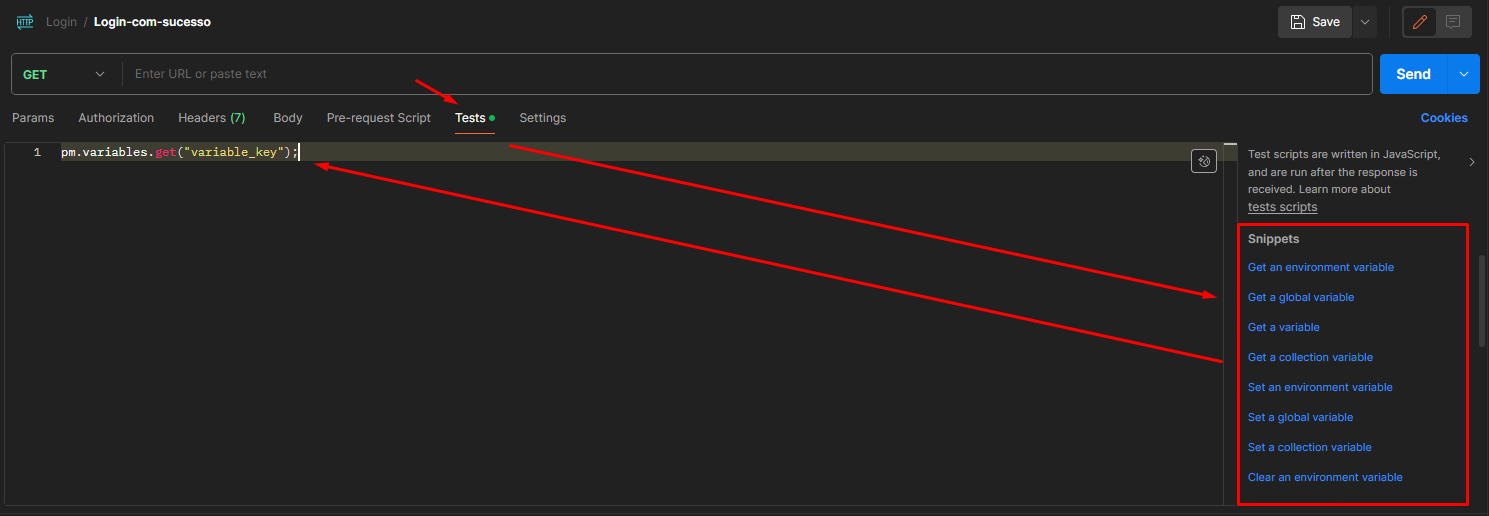 HTTP Login / Login-com-sucesso Save
GET Enter URL or paste text Send
Params Authorization Headers (7) Body Pre-request Script Tests Settings Cookies
1 pm.variables.get("variable_key");
Test scripts are written in JavaScript,
and are run after the response is
received. Learn more about
tests scripts
Snippets
Get an environment variable
Get a global variable
Get a variable
Get a collection variable
Set an environment variable
Set a global variable
Set a collection variable
Clear an environment variable